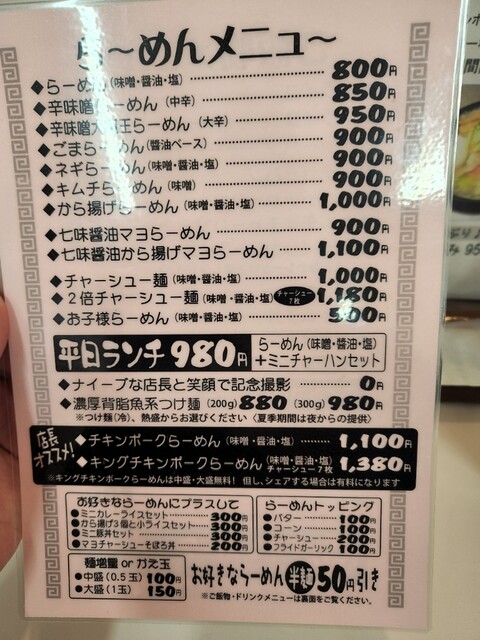 ら〜めんメニュ〜
◆らーめん(味噌・醤油・塩) 800円
◆辛味噌らーめん(中辛) 850円
◆辛味噌大王らーめん(大辛) 950円
◆ごまらーめん(醤油ベース) 900円
◆ネギらーめん(味噌・醤油・塩) 900円
◆キムチらーめん(味噌) 900円
◆から揚げらーめん(味噌・醤油・塩) 1,000円
◆七味醤油マヨらーめん 900円
◆七味醤油から揚げマヨらーめん 1,100円
◆チャーシュー麺(味噌・醤油・塩) 1,000円
◆2倍チャーシュー麺(味噌・醤油・塩) チャーシュー7枚 1,180円
◆お子様らーめん(味噌・醤油・塩) 500円
平日ランチ 980円 らーめん(味噌・醤油・塩)
+ミニチャーハンセット
◆ナイーブな店長と笑顔で記念撮影 0円
◆濃厚背脂魚系つけ麺(200g)880円(300g)980円
※つけ麺(冷)、熱盛からお選びください〈夏季期間は夜からの提供〉
店長オススメ!
◆チキンポークらーめん(味噌・醤油・塩) 1,100円
◆キングチキンポークらーめん(味噌・醤油・塩)チャーシュー7枚 1,380円
※キングチキンポークらーめんは中盛・大盛無料! 但し、シェアする場合は有料になります
お好きならーめんにプラスして
●ミニカレーライスセット 300円
●から揚げ3個と小ライスセット 300円
●ミニ豚丼セット 300円
●マヨチャーシューそぼろ丼 200円
らーめんトッピング
●バター 100円
●コーン 100円
●チャーシュー 200円
●フライドガーリック 100円
麺増量orかえ玉
●中盛(0.5玉) 100円
●大盛(1玉) 150円
お好きならーめん 半麺 50円引き
※ご飯物・ドリンクメニューは裏面をご覧ください。